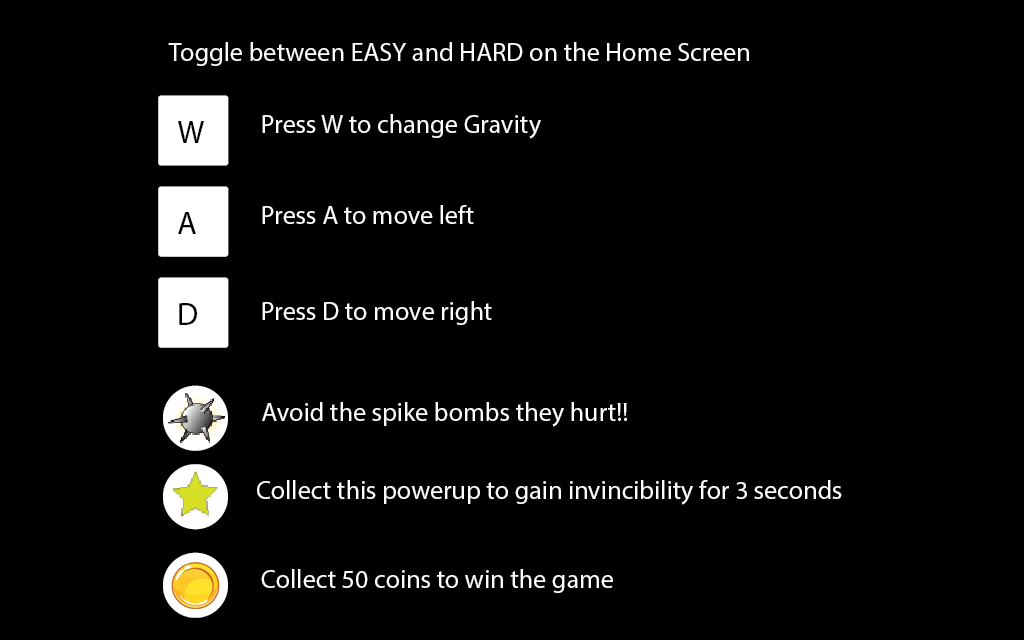 Toggle between EASY and HARD on the Home Screen
W
Press W to change Gravity
A
Press A to move left
D
Press D to move right
Avoid the spike bombs they hurt!!
Collect this powerup to gain invincibility for 3 seconds
Collect 50 coins to win the game